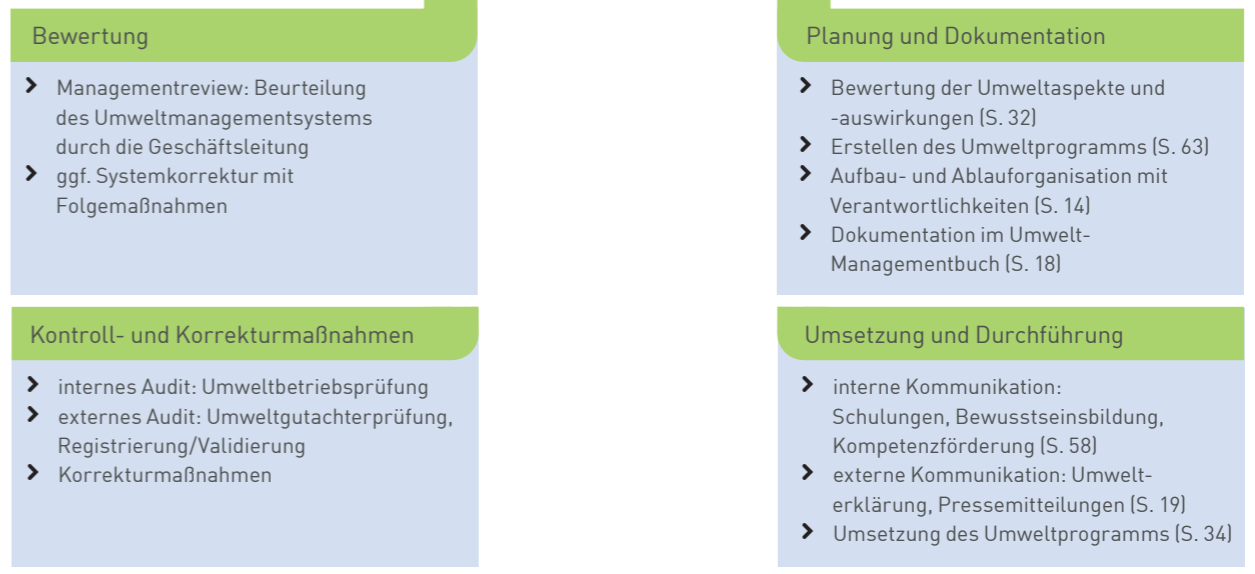 Bewertung
> Managementreview: Beurteilung
des Umweltmanagementsystems
durch die Geschäftsleitung
> ggf. Systemkorrektur mit
Folgemaßnahmen
Planung und Dokumentation
> Bewertung der Umweltaspekte und
-auswirkungen (S. 32)
> Erstellen des Umweltprogramms (S. 63)
> Aufbau- und Ablauforganisation mit
Verantwortlichkeiten (S. 14)
> Dokumentation im Umwelt-
Managementbuch (S. 18)
Kontroll- und Korrekturmaßnahmen
> internes Audit: Umweltbetriebsprüfung
> externes Audit: Umweltgutachterprüfung,
Registrierung/Validierung
> Korrekturmaßnahmen
Umsetzung und Durchführung
> interne Kommunikation:
Schulungen, Bewusstseinsbildung,
Kompetenzförderung (S. 58)
> externe Kommunikation: Umwelt-
erklärung, Pressemitteilungen (S. 19)
> Umsetzung des Umweltprogramms (S. 34)